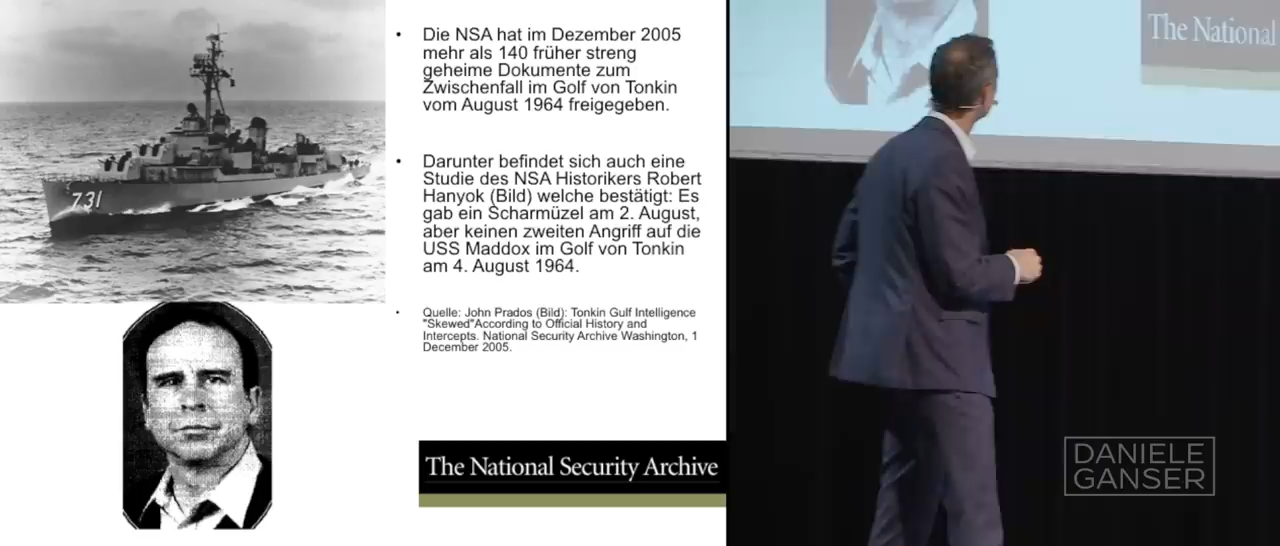 731
• Die NSA hat im Dezember 2005
mehr als 140 früher streng
geheime Dokumente zum
Zwischenfall im Golf von Tonkin
vom August 1964 freigegeben.
• Darunter befindet sich auch eine
Studie des NSA Historikers Robert
Hanyok (Bild) welche bestätigt: Es
gab ein Scharmüzel am 2. August,
aber keinen zweiten Angriff auf die
USS Maddox im Golf von Tonkin
am 4. August 1964.
• Quelle: John Prados (Bild): Tonkin Gulf Intelligence
"Skewed"According to Official History and
Intercepts. National Security Archive Washington, 1
December 2005.
The National Security Archive
The National
DANIELE
GANSER